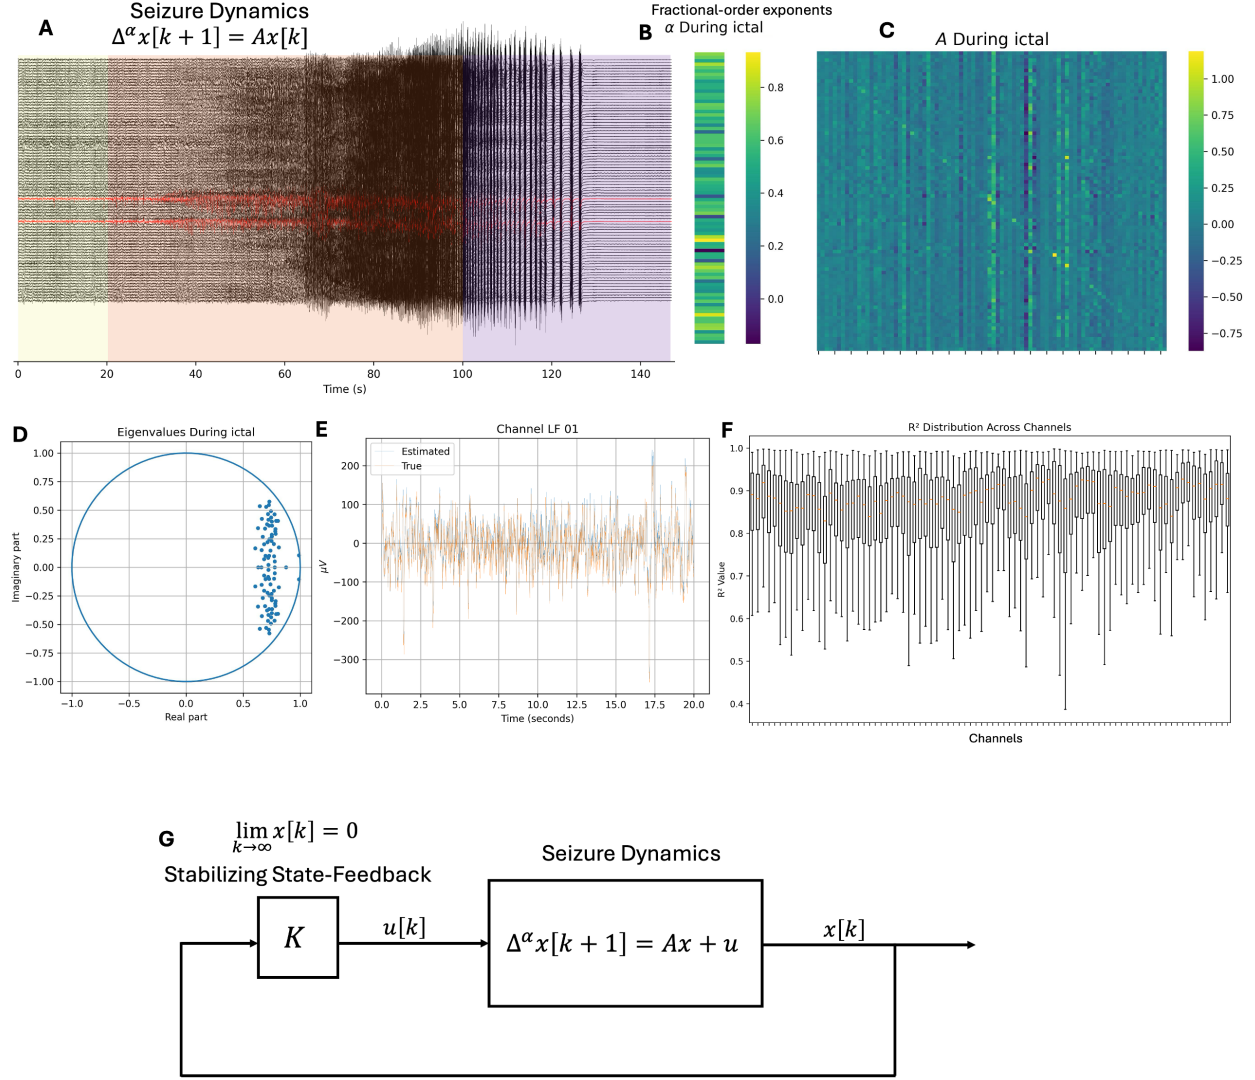 Seizure Dynamics
A
Δ^α x[k + 1] = Ax[k]
0
20
40
60
80
100
120
140
Time (s)
Fractional-order exponents
B
α During ictal
0.8
0.6
0.4
0.2
0.0
C
A During ictal
1.00
0.75
0.50
0.25
0.00
−0.25
−0.50
−0.75
D
Eigenvalues During ictal
1.00
0.75
0.50
0.25
0.00
−0.25
−0.50
−0.75
−1.00
Imaginary part
−1.0
−0.5
0.0
0.5
1.0
Real part
E
Channel LF 01
Estimated
True
200
100
0
−100
−200
−300
μV
0.0
2.5
5.0
7.5
10.0
12.5
15.0
17.5
20.0
Time (seconds)
F
R² Distribution Across Channels
1.0
0.9
0.8
0.7
0.6
0.5
0.4
R² Value
Channels
G
lim x[k] = 0
k→∞
Stabilizing State-Feedback
K
u[k]
Seizure Dynamics
Δ^α x[k + 1] = Ax + u
x[k]